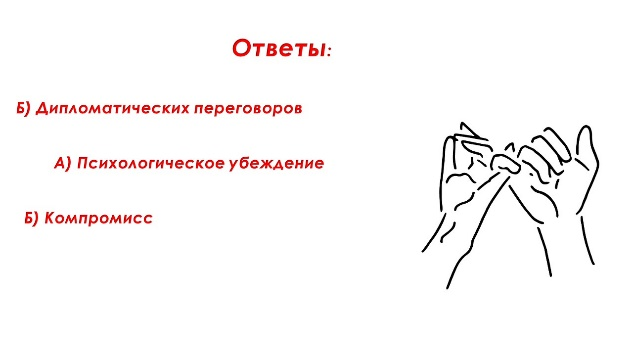 Ответы:
Б) Дипломатических переговоров
А) Психологическое убеждение
Б) Компромисс